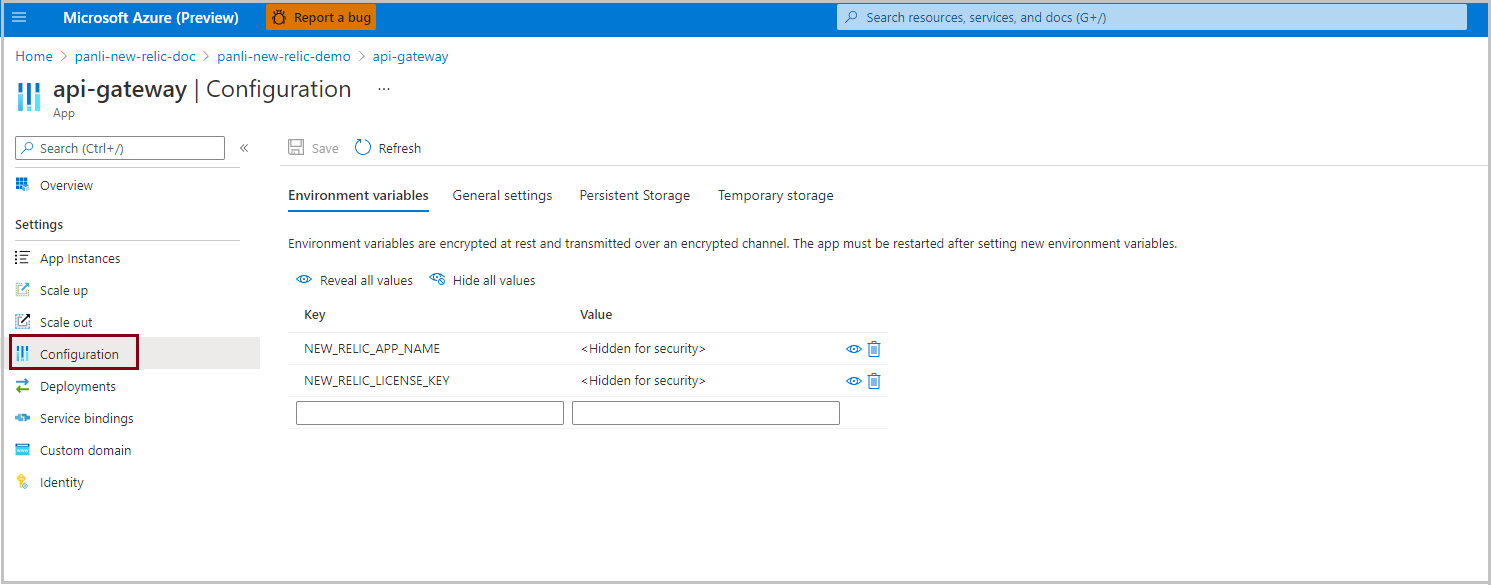 Microsoft Azure (Preview)
Report a bug
Search resources, services, and docs (G+/)
Home > panli-new-relic-doc > panli-new-relic-demo > api-gateway
api-gateway | Configuration ...
App
Search (Ctrl+/)
«
Save
Refresh
Overview
Settings
App Instances
Scale up
Scale out
Configuration
Deployments
Service bindings
Custom domain
Identity
Environment variables
General settings
Persistent Storage
Temporary storage
Environment variables are encrypted at rest and transmitted over an encrypted channel. The app must be restarted after setting new environment variables.
Reveal all values
Hide all values
Key Value
NEW_RELIC_APP_NAME <Hidden for security>
NEW_RELIC_LICENSE_KEY <Hidden for security>